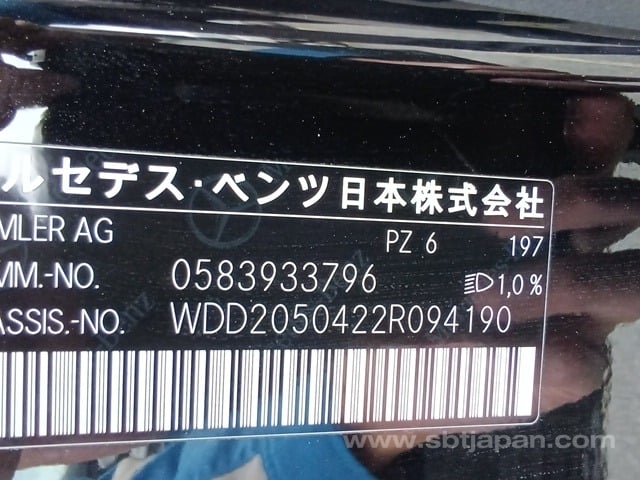 ルセデス・ベンツ日本株式会社
MLER AG PZ 6 197
MM.-NO. 0583933796 1,0%
ASSIS.-NO. WDD2050422R094190
www.sbtjapan.com